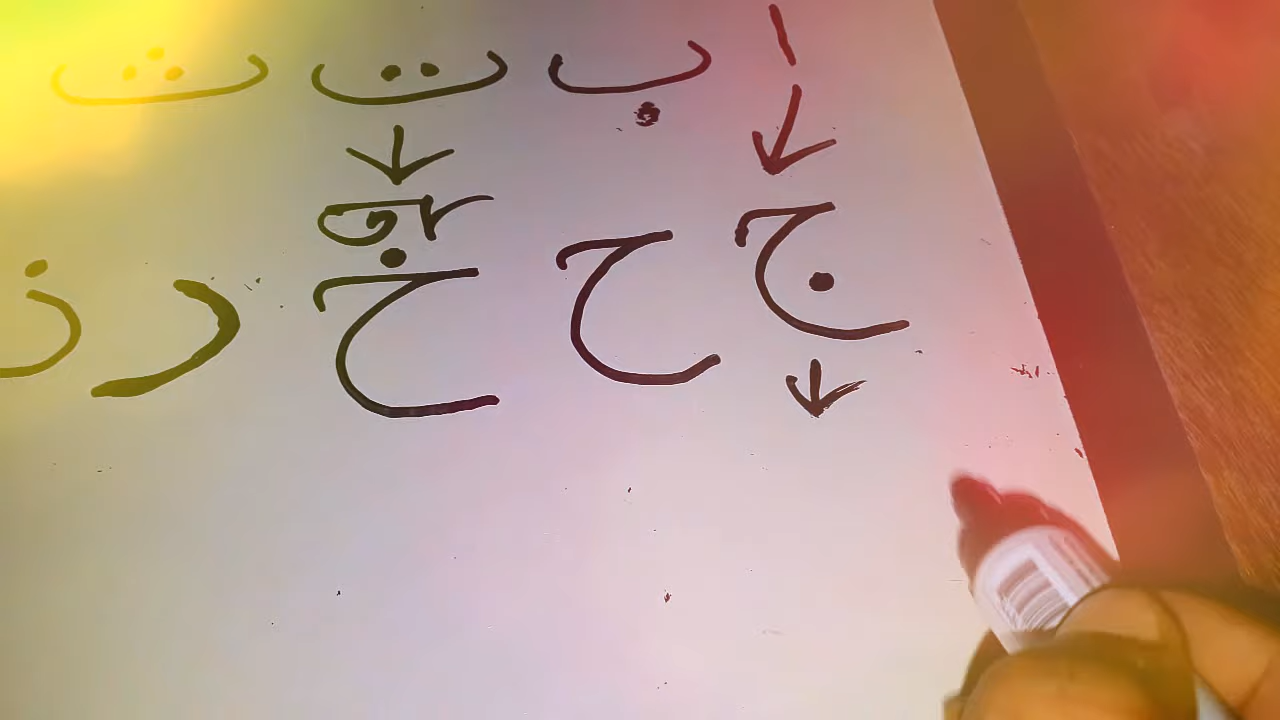 ا ب ت ث
ج ح خ د ذ